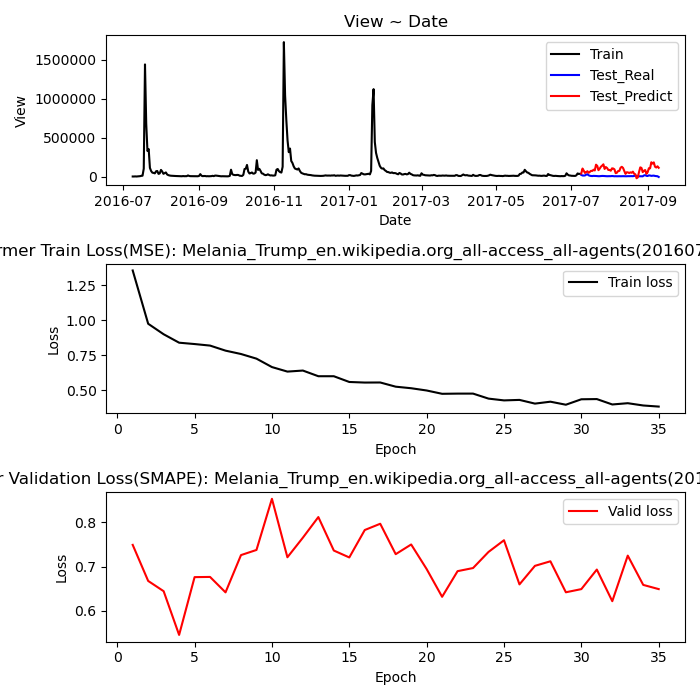 View ~ Date
1500000
1000000
500000
0
View
Train
Test_Real
Test_Predict
2016-07 2016-09 2016-11 2017-01 2017-03 2017-05 2017-07 2017-09
Date
rmer Train Loss(MSE): Melania_Trump_en.wikipedia.org_all-access_all-agents(201607
1.25
1.00
0.75
0.50
Loss
Train loss
0 5 10 15 20 25 30 35
Epoch
r Validation Loss(SMAPE): Melania_Trump_en.wikipedia.org_all-access_all-agents(201
0.8
0.7
0.6
Loss
Valid loss
0 5 10 15 20 25 30 35
Epoch